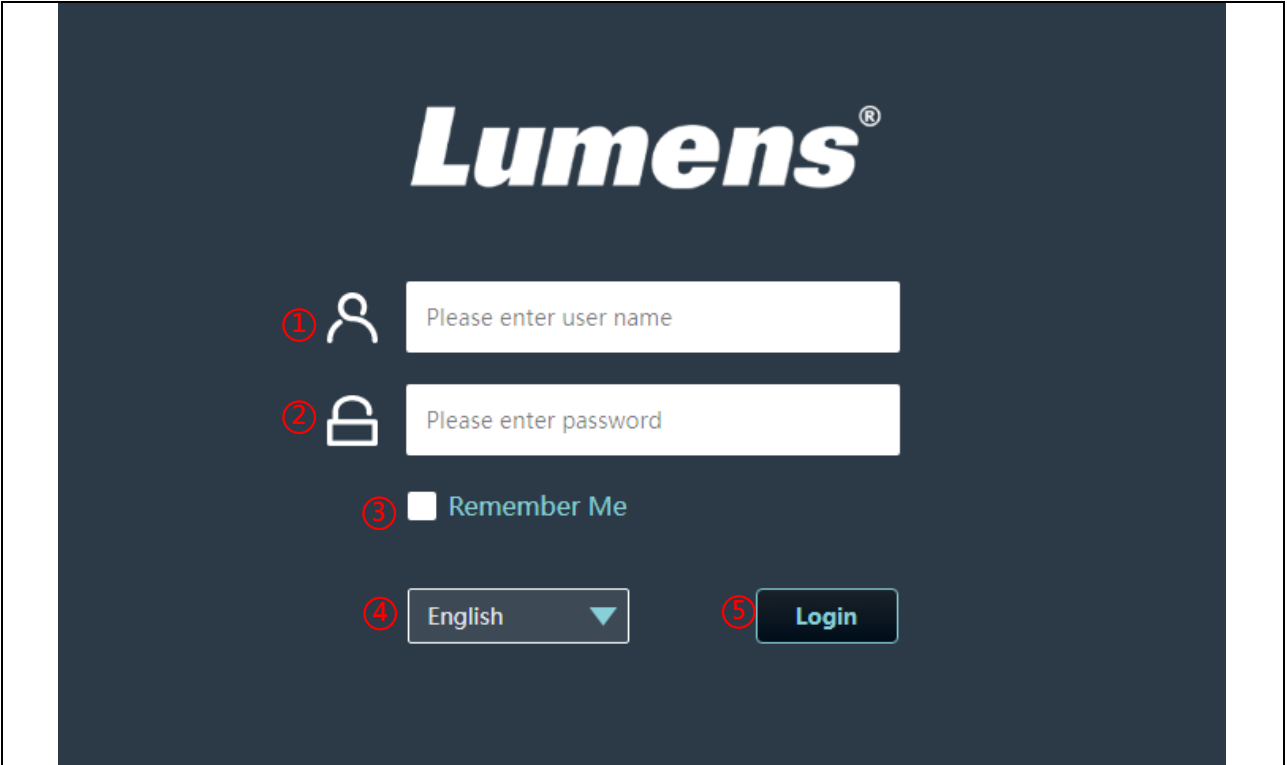 Lumens®
① Please enter user name
② Please enter password
③ Remember Me
④ English ⑤ Login